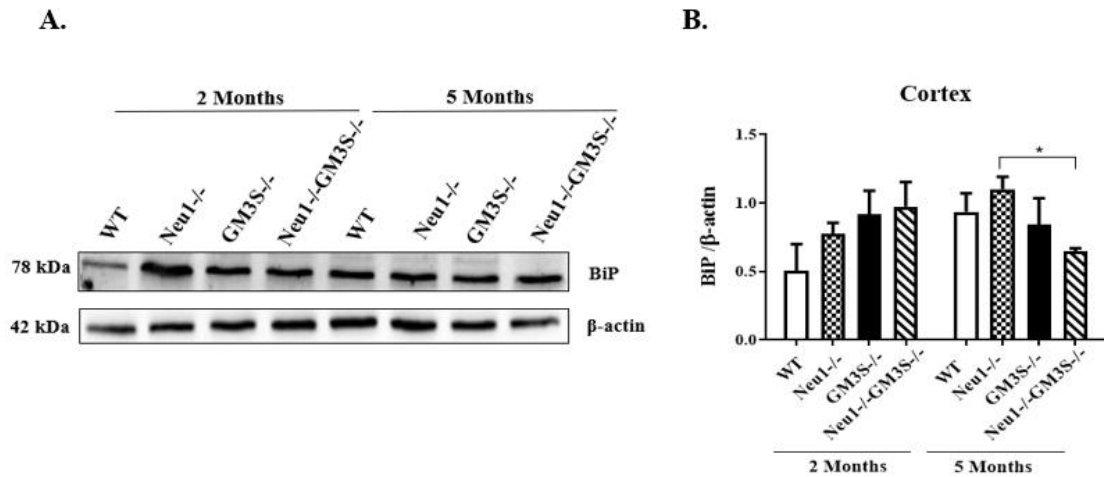 A.
2 Months 5 Months
WT Neu1-/- GM3S-/- Neu1-/-GM3S-/- WT Neu1-/- GM3S-/- Neu1-/-GM3S-/-
78 kDa BiP
42 kDa β-actin
B.
Cortex
*
BiP /β-actin
1.5
1.0
0.5
0.0
WT Neu1-/- GM3S-/- Neu1-/-GM3S-/- WT Neu1-/- GM3S-/- Neu1-/-GM3S-/-
2 Months 5 Months